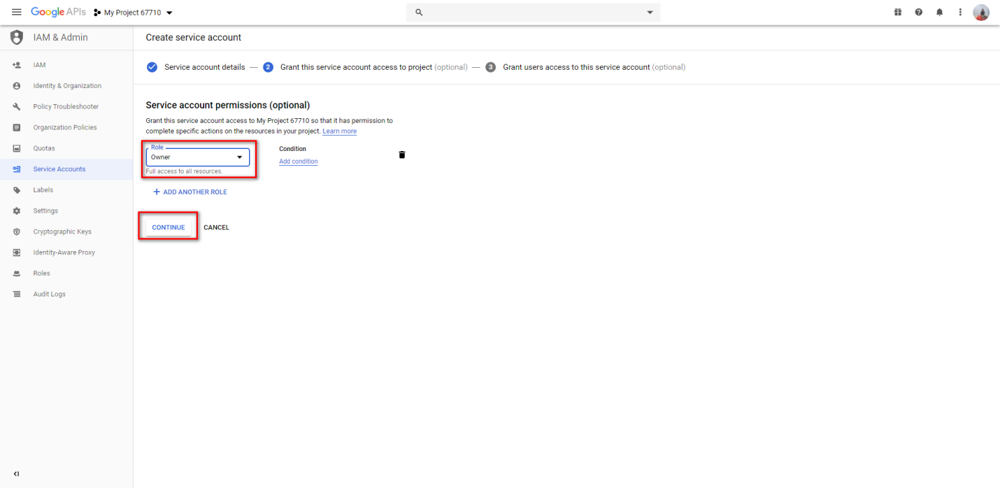 Google APIs My Project 67710
IAM & Admin
Create service account
IAM
Identity & Organization
Policy Troubleshooter
Organization Policies
Quotas
Service Accounts
Labels
Settings
Cryptographic Keys
Identity-Aware Proxy
Roles
Audit Logs
Service account details — 2 Grant this service account access to project (optional) — 3 Grant users access to this service account (optional)
Service account permissions (optional)
Grant this service account access to My Project 67710 so that it has permission to
complete specific actions on the resources in your project. Learn more
Role
Owner
Full access to all resources.
Condition
Add condition
+ ADD ANOTHER ROLE
CONTINUE CANCEL